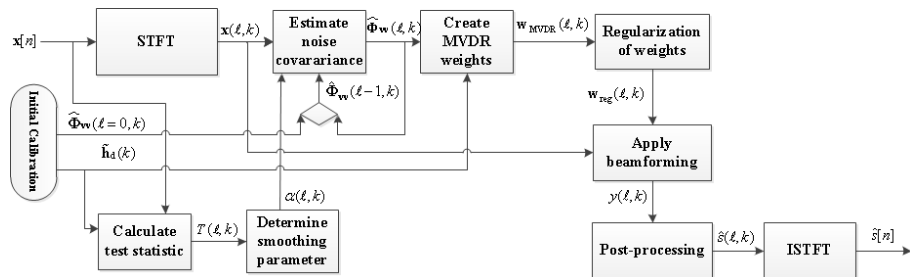 x[n]
STFT
x(ℓ,k)
Estimate
noise
covarariance
Φ̂vv(ℓ,k)
Create
MVDR
weights
wMVDR(ℓ,k)
Regularization
of weights
Φ̂vv(ℓ−1,k)
wreg(ℓ,k)
Initial Calibration
Φ̂vv(ℓ=0,k)
h̃d(k)
Apply
beamforming
α(ℓ,k)
y(ℓ,k)
Calculate
test statistic
T(ℓ,k)
Determine
smoothing
parameter
Post-processing
ŝ(ℓ,k)
ISTFT
ŝ[n]